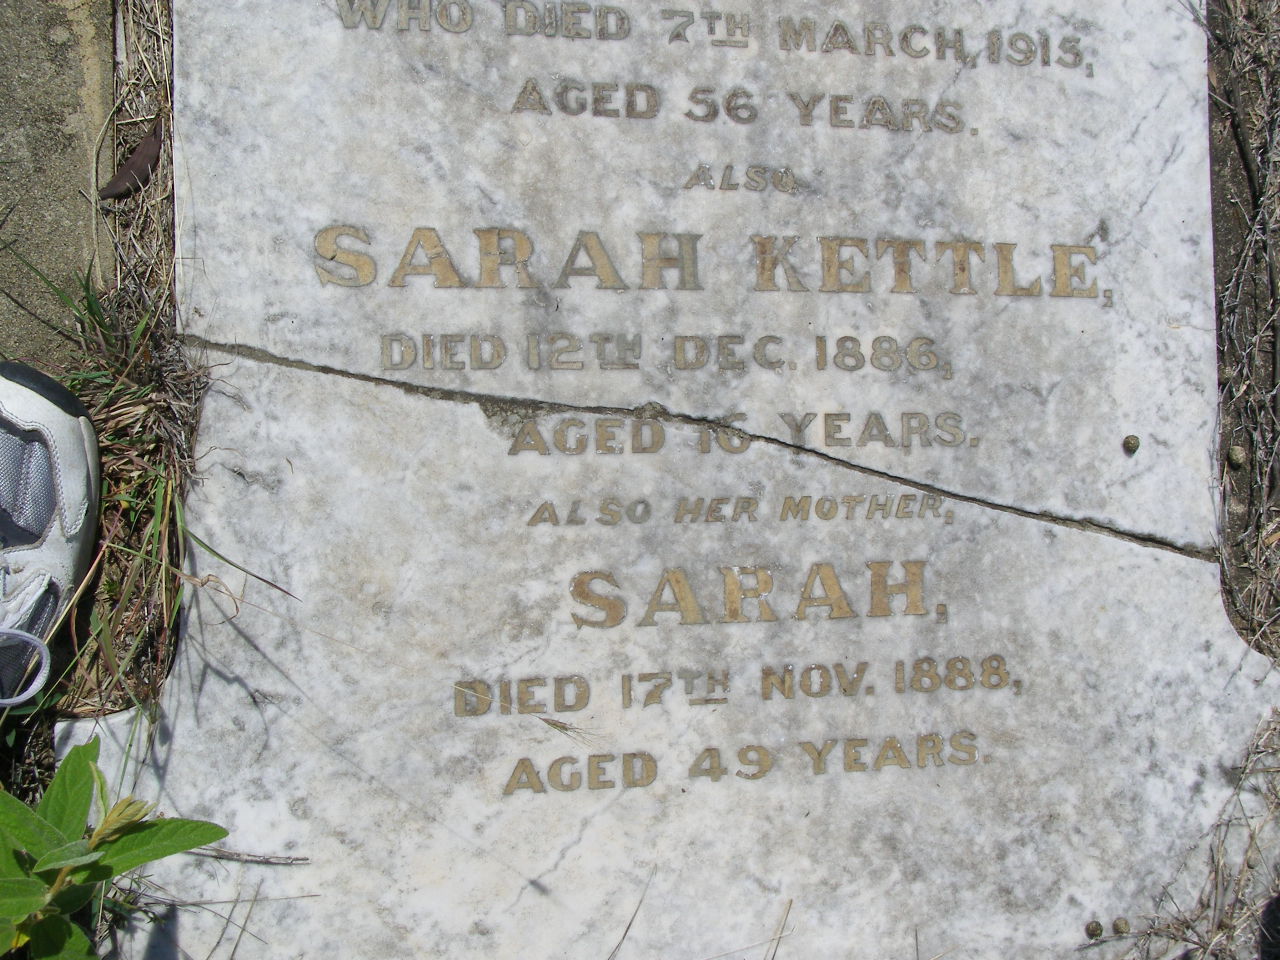 WHO DIED 7TH MARCH, 1915,
AGED 56 YEARS.
ALSO
SARAH KETTLE,
DIED 12TH DEC. 1886,
AGED 16 YEARS.
ALSO HER MOTHER,
SARAH,
DIED 17TH NOV. 1888,
AGED 49 YEARS.